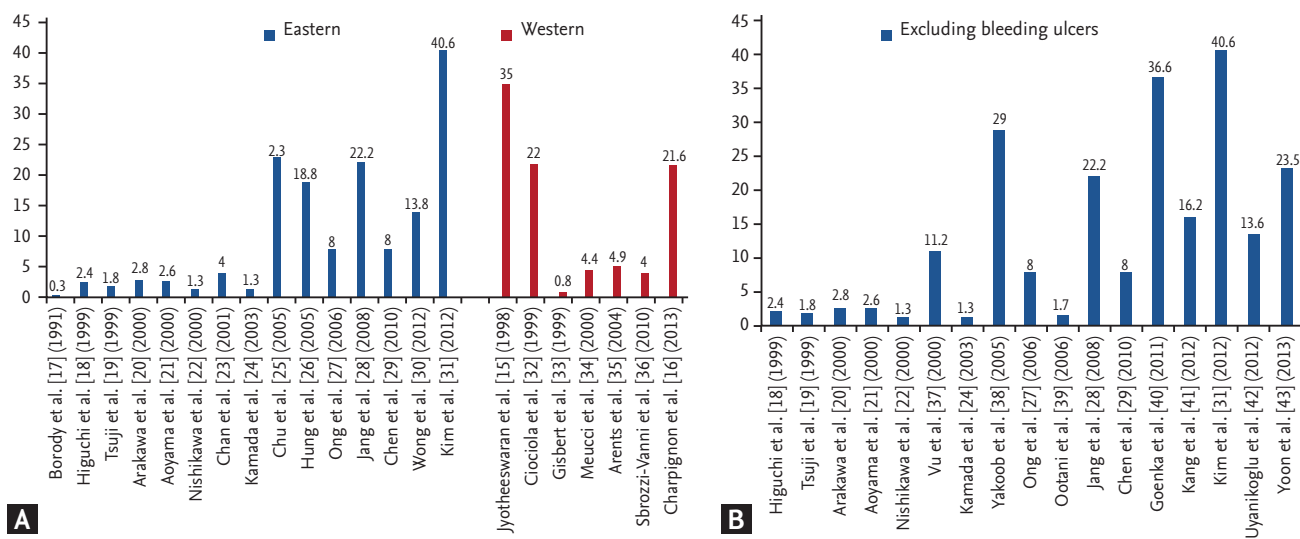 45
40
35
30
25
20
15
10
5
0
Eastern
Western
0.3
2.4
1.8
2.8
2.6
1.3
4
1.3
2.3
18.8
8
22.2
8
13.8
40.6
35
22
0.8
4.4
4.9
4
21.6
Borody et al. [17] (1991)
Higuchi et al. [18] (1999)
Tsuji et al. [19] (1999)
Arakawa et al. [20] (2000)
Aoyama et al. [21] (2000)
Nishikawa et al. [22] (2000)
Chan et al. [23] (2001)
Kamada et al. [24] (2003)
Chu et al. [25] (2005)
Hung et al. [26] (2005)
Ong et al. [27] (2006)
Jang et al. [28] (2008)
Chen et al. [29] (2010)
Wong et al. [30] (2012)
Kim et al. [31] (2012)
Jyotheeswaran et al. [15] (1998)
Ciociola et al. [32] (1999)
Gisbert et al. [33] (1999)
Meucci et al. [34] (2000)
Arents et al. [35] (2004)
Sbrozzi-Vanni et al. [36] (2010)
Charpignon et al. [16] (2013)
A
45
40
35
30
25
20
15
10
5
0
Excluding bleeding ulcers
2.4
1.8
2.8
2.6
1.3
11.2
1.3
29
8
1.7
22.2
8
36.6
16.2
40.6
13.6
23.5
Higuchi et al. [18] (1999)
Tsuji et al. [19] (1999)
Arakawa et al. [20] (2000)
Aoyama et al. [21] (2000)
Nishikawa et al. [22] (2000)
Vu et al. [37] (2000)
Kamada et al. [24] (2003)
Yakoob et al. [38] (2005)
Ong et al. [27] (2006)
Ootani et al. [39] (2006)
Jang et al. [28] (2008)
Chen et al. [29] (2010)
Goenka et al. [40] (2011)
Kang et al. [41] (2012)
Kim et al. [31] (2012)
Uyanikoglu et al. [42] (2012)
Yoon et al. [43] (2013)
B